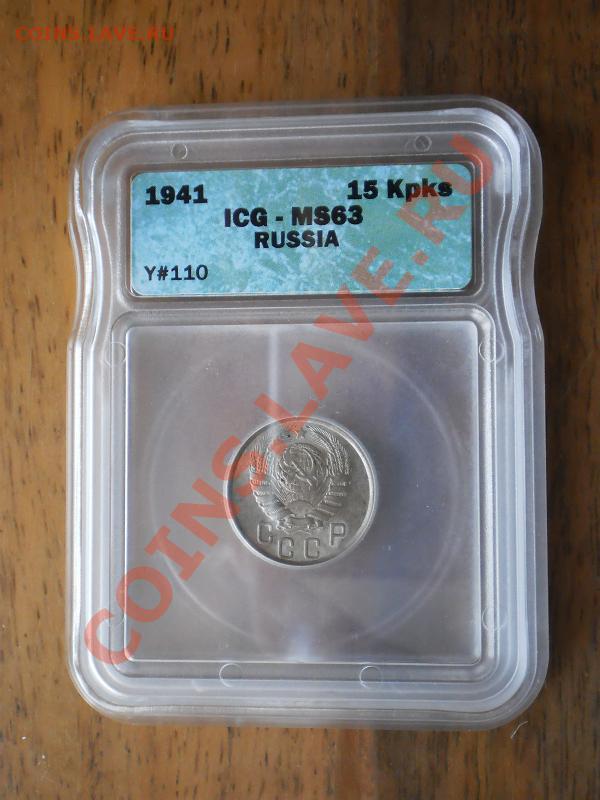 COINS.LAVE.RU
1941 15 Kpks
ICG - MS63
RUSSIA
Y#110
СССР
COINS.LAVE.RU